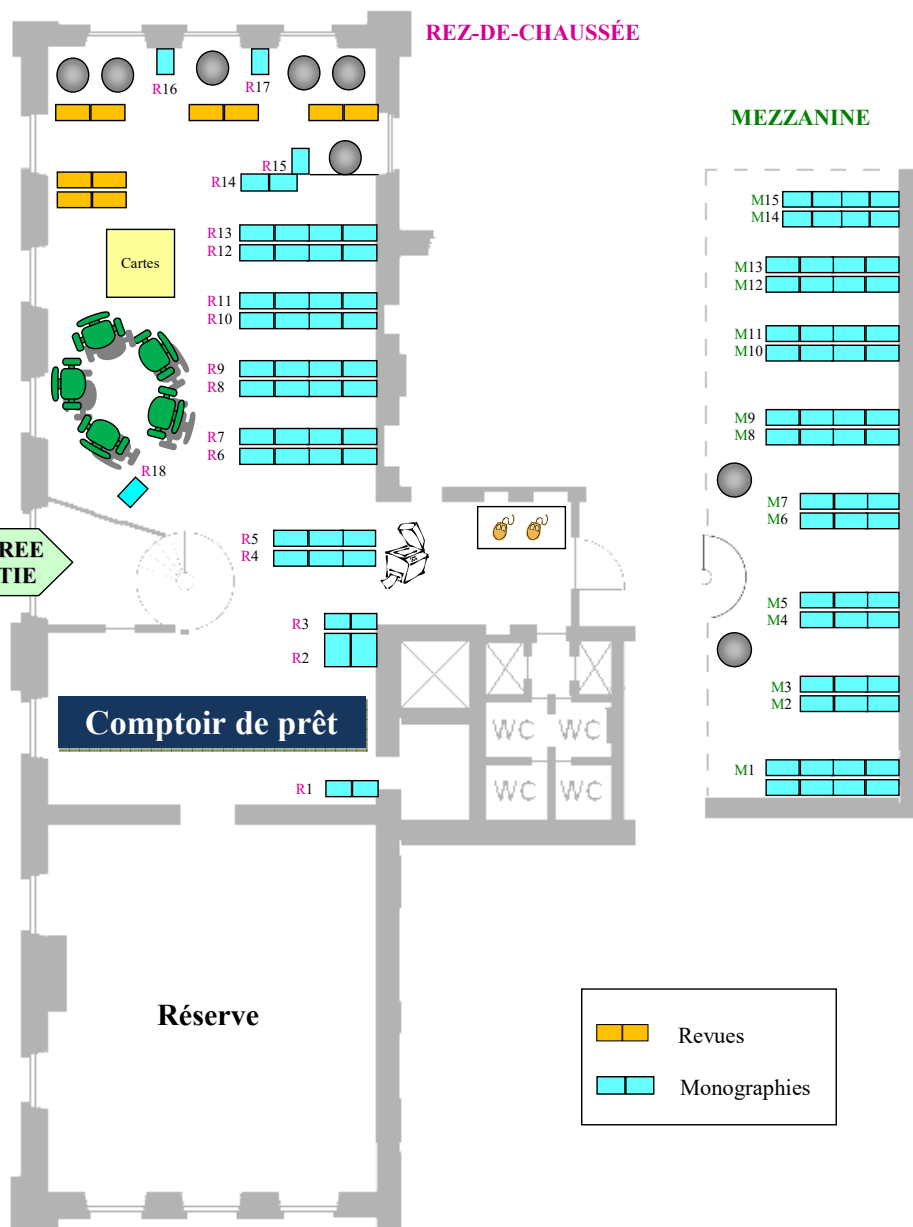 REZ-DE-CHAUSSÉE
R16
R17
MEZZANINE
R15
R14
R13
R12
Cartes
R11
R10
R9
R8
R7
R6
R18
R5
R4
REE
TIE
R3
R2
Comptoir de prêt
R1
WC WC
WC WC
Réserve
M15
M14
M13
M12
M11
M10
M9
M8
M7
M6
M5
M4
M3
M2
M1
Revues
Monographies